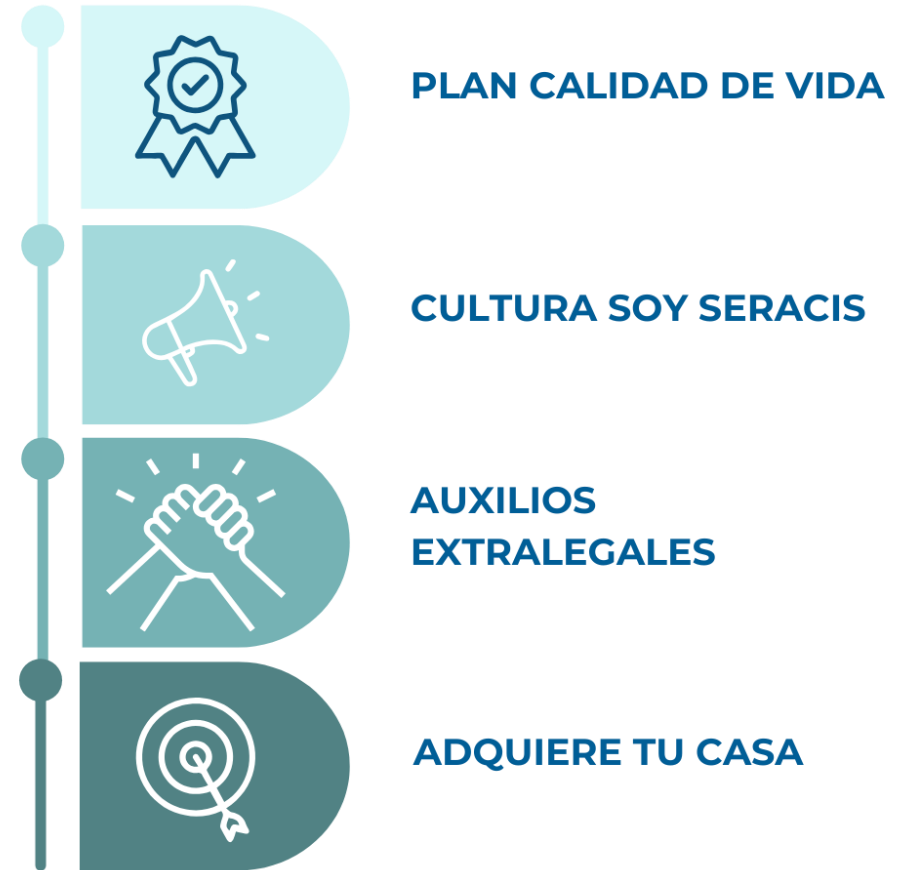 PLAN CALIDAD DE VIDA
CULTURA SOY SERACIS
AUXILIOS
EXTRALEGALES
ADQUIERE TU CASA